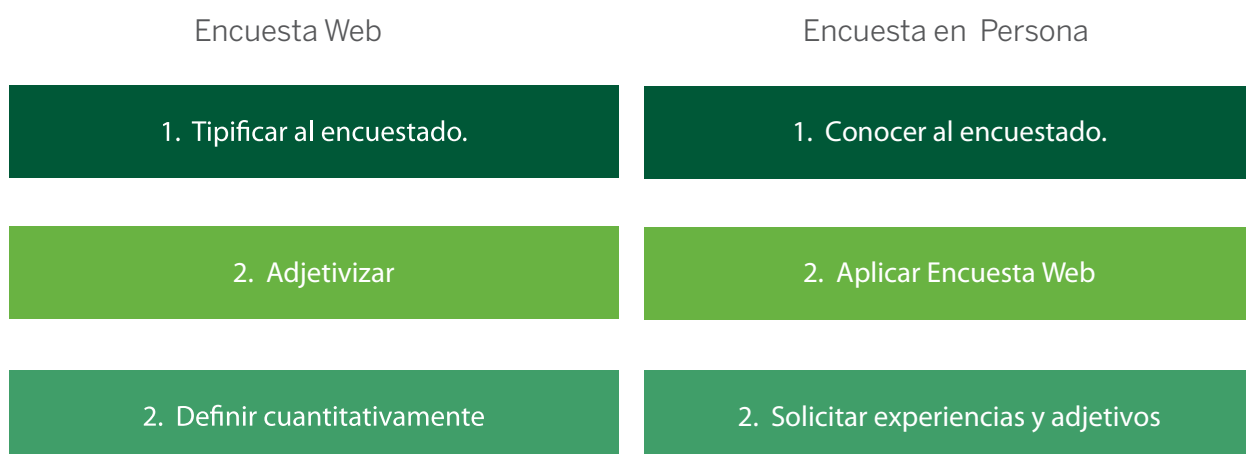 Encuesta Web
1. Tipificar al encuestado.
2. Adjetivizar
2. Definir cuantitativamente
Encuesta en Persona
1. Conocer al encuestado.
2. Aplicar Encuesta Web
2. Solicitar experiencias y adjetivos